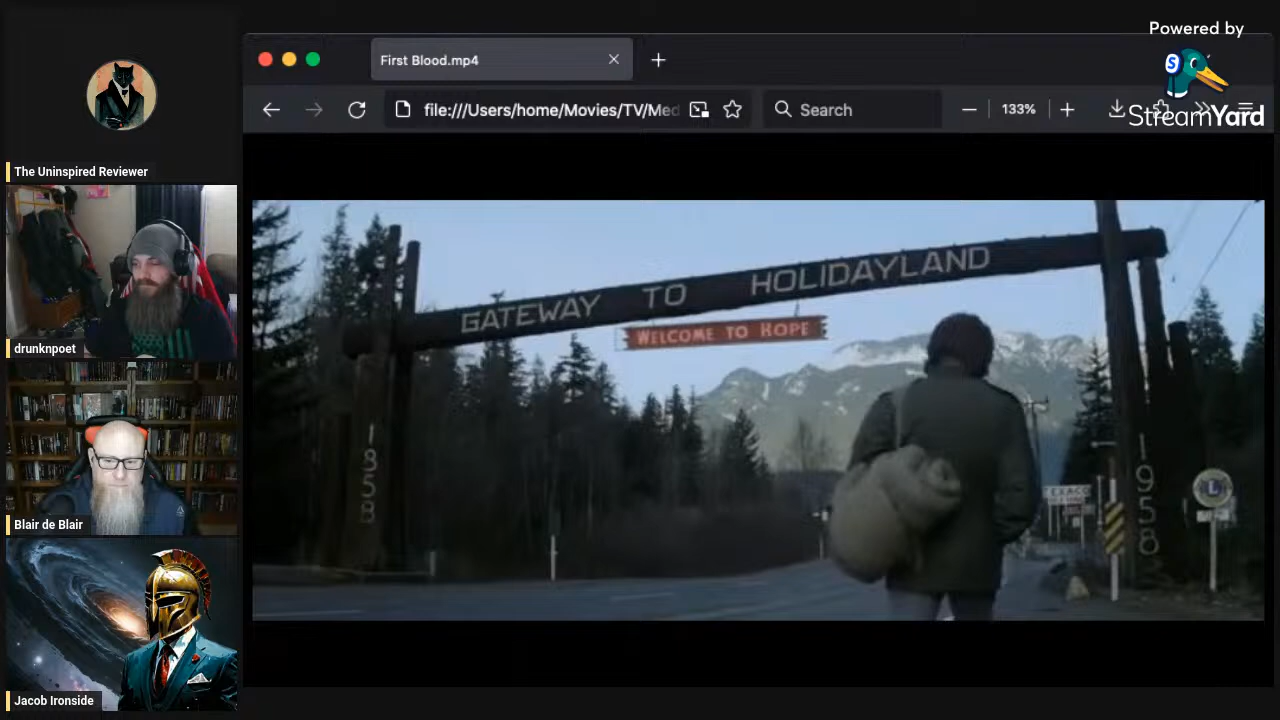 Powered by
StreamYard
First Blood.mp4
file:///Users/home/Movies/TV/Med
Search
133%
The Uninspired Reviewer
drunknpoet
Blair de Blair
Jacob Ironside
GATEWAY TO HOLIDAYLAND
WELCOME TO HOPE
1858
1958
TEXACO
L
S